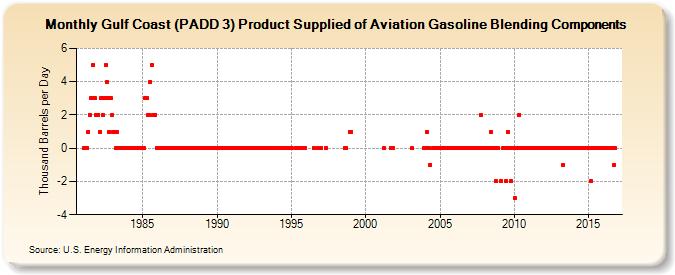 Monthly Gulf Coast (PADD 3) Product Supplied of Aviation Gasoline Blending Components
Thousand Barrels per Day
6
4
2
0
-2
-4
1985 1990 1995 2000 2005 2010 2015
Source: U.S. Energy Information Administration